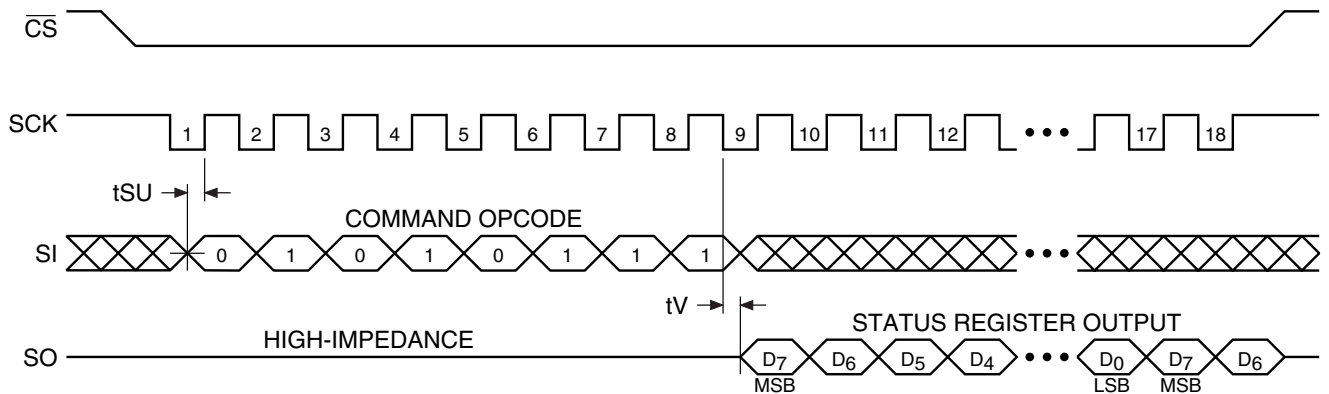 CS
SCK 1 2 3 4 5 6 7 8 9 10 11 12 ••• 17 18
tSU
COMMAND OPCODE
SI 0 1 0 1 0 1 1 1 •••
tV
HIGH-IMPEDANCE STATUS REGISTER OUTPUT
SO D7 D6 D5 D4 ••• D0 D7 D6
MSB LSB MSB